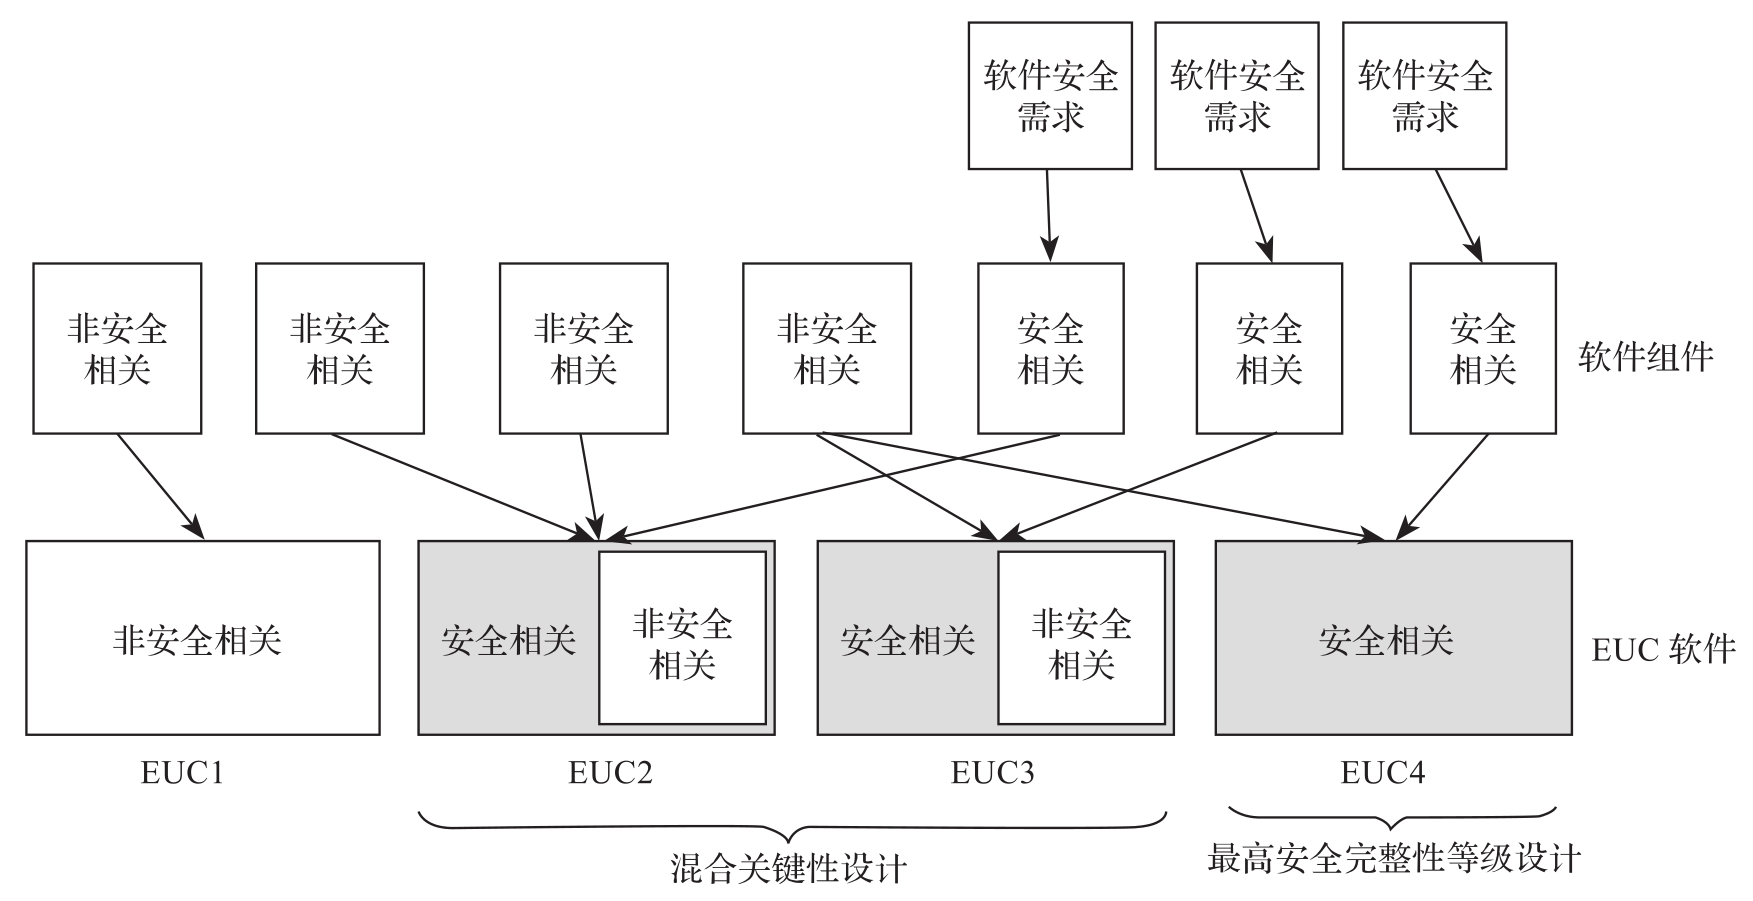 软件安全
需求
软件安全
需求
软件安全
需求
非安全
相关
非安全
相关
非安全
相关
非安全
相关
安全
相关
安全
相关
安全
相关
软件组件
非安全相关
安全相关
非安全
相关
安全相关
非安全
相关
安全相关
EUC 软件
EUC1
EUC2
EUC3
EUC4
混合关键性设计
最高安全完整性等级设计